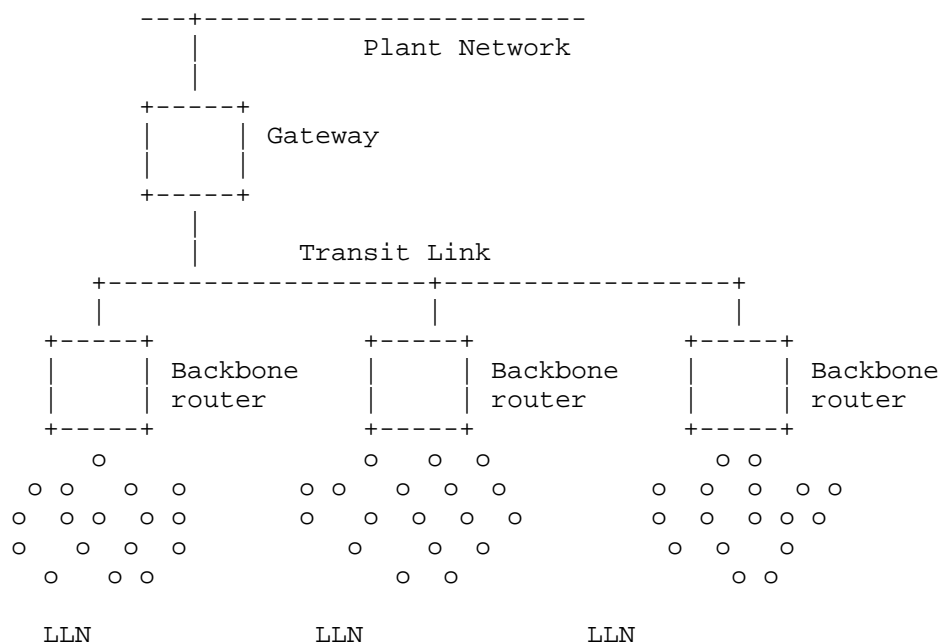 Plant Network
Gateway
Transit Link
Backbone Backbone Backbone
router router router
o o o o o o
o o o o o o o o o o o o o o
o o o o o o o o o o o o o o o
o o o o o o o o o o
o o o o o o o
LLN LLN LLN